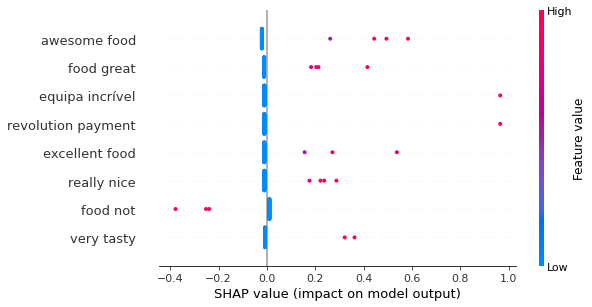 High
awesome food
food great
equipa incrível
revolution payment
excellent food
really nice
food not
very tasty
Feature value
Low
−0.4 −0.2 0.0 0.2 0.4 0.6 0.8 1.0
SHAP value (impact on model output)